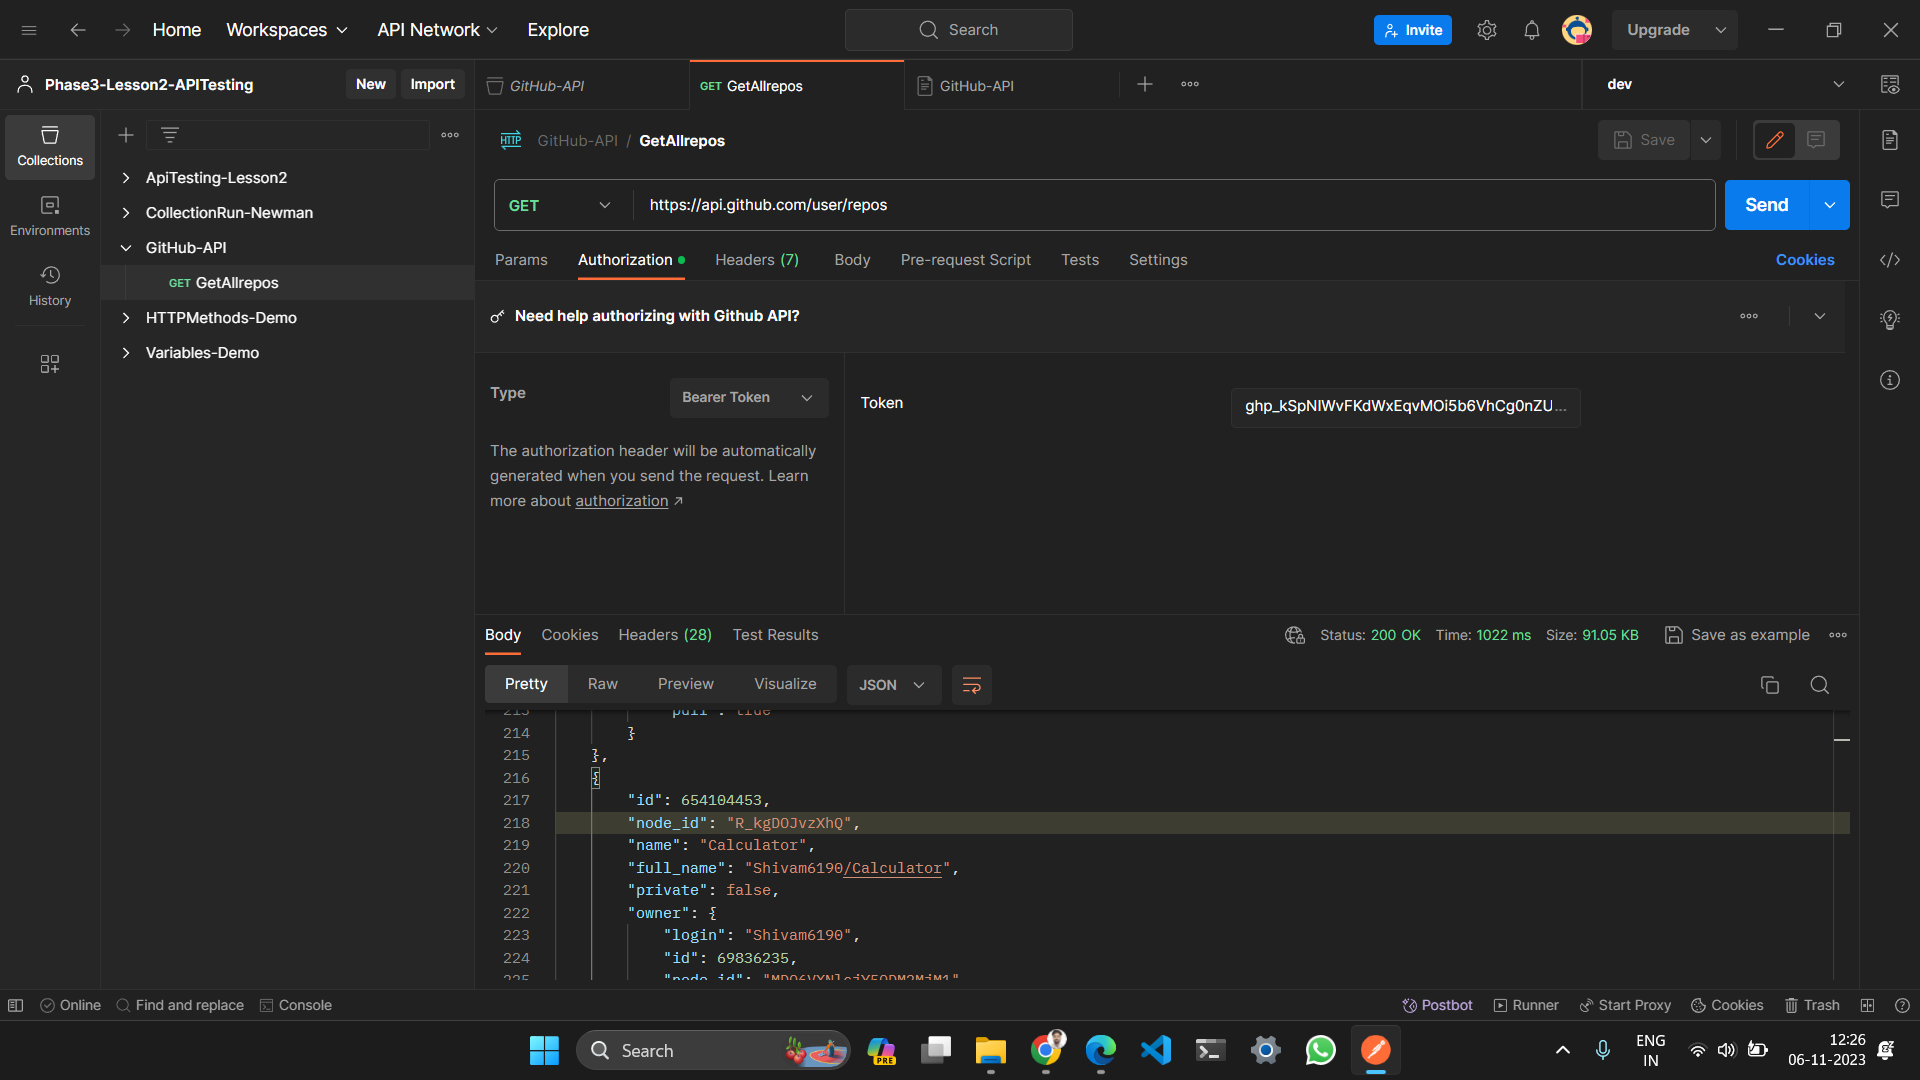 Home Workspaces API Network Explore Search Invite Upgrade
Phase3-Lesson2-APITesting New Import GitHub-API GET GetAllrepos GitHub-API dev
Collections
Environments
History
ApiTesting-Lesson2
CollectionRun-Newman
GitHub-API
GET GetAllrepos
HTTPMethods-Demo
Variables-Demo
HTTP GitHub-API / GetAllrepos Save
GET https://api.github.com/user/repos Send
Params Authorization Headers (7) Body Pre-request Script Tests Settings Cookies
Need help authorizing with Github API?
Type Bearer Token
The authorization header will be automatically
generated when you send the request. Learn
more about authorization ↗
Token ghp_kSpNIWvFKdWxEqvMOi5b6VhCg0nZU...
Body Cookies Headers (28) Test Results Status: 200 OK Time: 1022 ms Size: 91.05 KB Save as example
Pretty Raw Preview Visualize JSON
213 "pull": true
214 }
215 },
216 {
217 "id": 654104453,
218 "node_id": "R_kgDOJvzXhQ",
219 "name": "Calculator",
220 "full_name": "Shivam6190/Calculator",
221 "private": false,
222 "owner": {
223 "login": "Shivam6190",
224 "id": 69836235,
225 "node_id":
Online Find and replace Console Postbot Runner Start Proxy Cookies Trash
Search PRE ENG
IN
12:26
06-11-2023